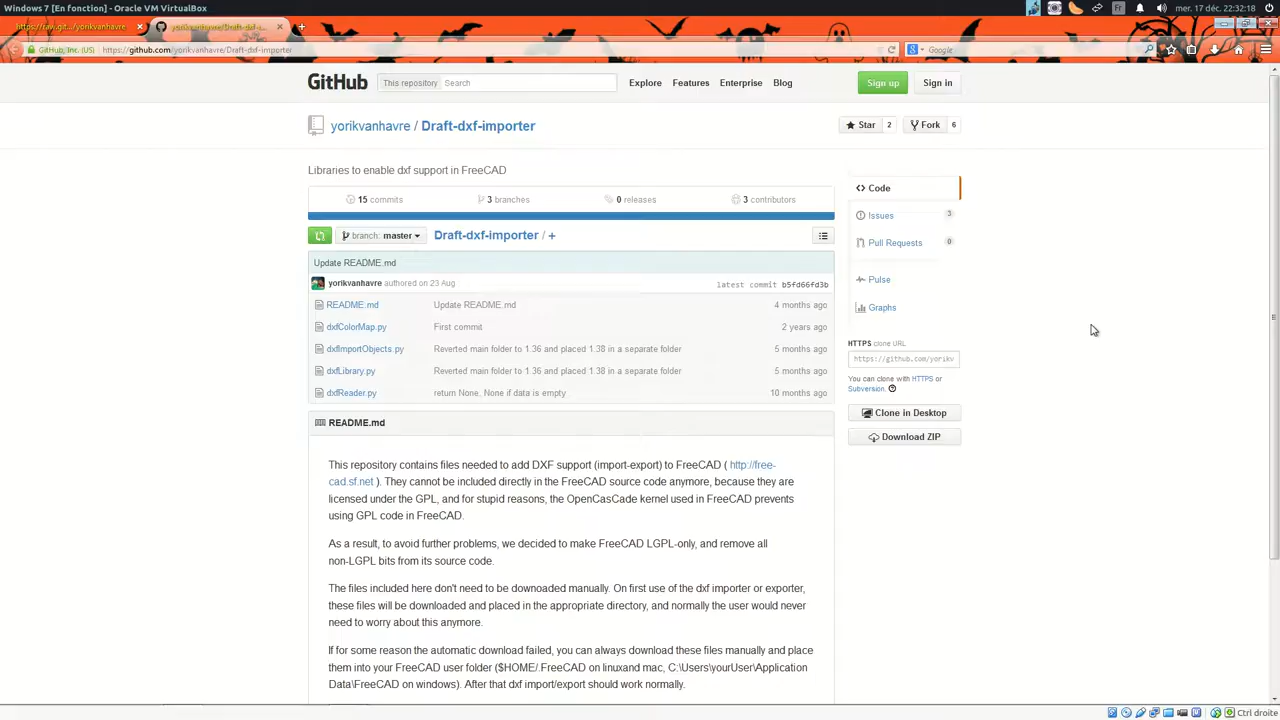 Windows 7 [En fonction] - Oracle VM VirtualBox
Fr
mer. 17 déc, 22:32:18
https://raw.git.../yorikvanhavre
yorikvanhavre/Draft-dxf-i...
GitHub, Inc. (US)
https://github.com/yorikvanhavre/Draft-dxf-importer
Google
GitHub
This repository
Search
Explore
Features
Enterprise
Blog
Sign up
Sign in
yorikvanhavre / Draft-dxf-importer
Star 2
Fork 6
Libraries to enable dxf support in FreeCAD
15 commits
3 branches
0 releases
3 contributors
branch: master
Draft-dxf-importer / +
Update README.md
yorikvanhavre authored on 23 Aug
latest commit b5fd66fd3b
README.md Update README.md 4 months ago
dxfColorMap.py First commit 2 years ago
dxfImportObjects.py Reverted main folder to 1.36 and placed 1.38 in a separate folder 5 months ago
dxfLibrary.py Reverted main folder to 1.36 and placed 1.38 in a separate folder 5 months ago
dxfReader.py return None, None if data is empty 10 months ago
README.md
This repository contains files needed to add DXF support (import-export) to FreeCAD ( http://free-
cad.sf.net ). They cannot be included directly in the FreeCAD source code anymore, because they are
licensed under the GPL, and for stupid reasons, the OpenCasCade kernel used in FreeCAD prevents
using GPL code in FreeCAD.
As a result, to avoid further problems, we decided to make FreeCAD LGPL-only, and remove all
non-LGPL bits from its source code.
The files included here don't need to be downoaded manually. On first use of the dxf importer or exporter,
these files will be downloaded and placed in the appropriate directory, and normally the user would never
need to worry about this anymore.
If for some reason the automatic download failed, you can always download these files manually and place
them into your FreeCAD user folder ($HOME/.FreeCAD on linuxand mac, C:\Users\yourUser\Application
Data\FreeCAD on windows). After that dxf import/export should work normally.
Code
Issues 3
Pull Requests 0
Pulse
Graphs
HTTPS clone URL
https://github.com/yorikv
You can clone with HTTPS or
Subversion.
Clone in Desktop
Download ZIP
Ctrl droite